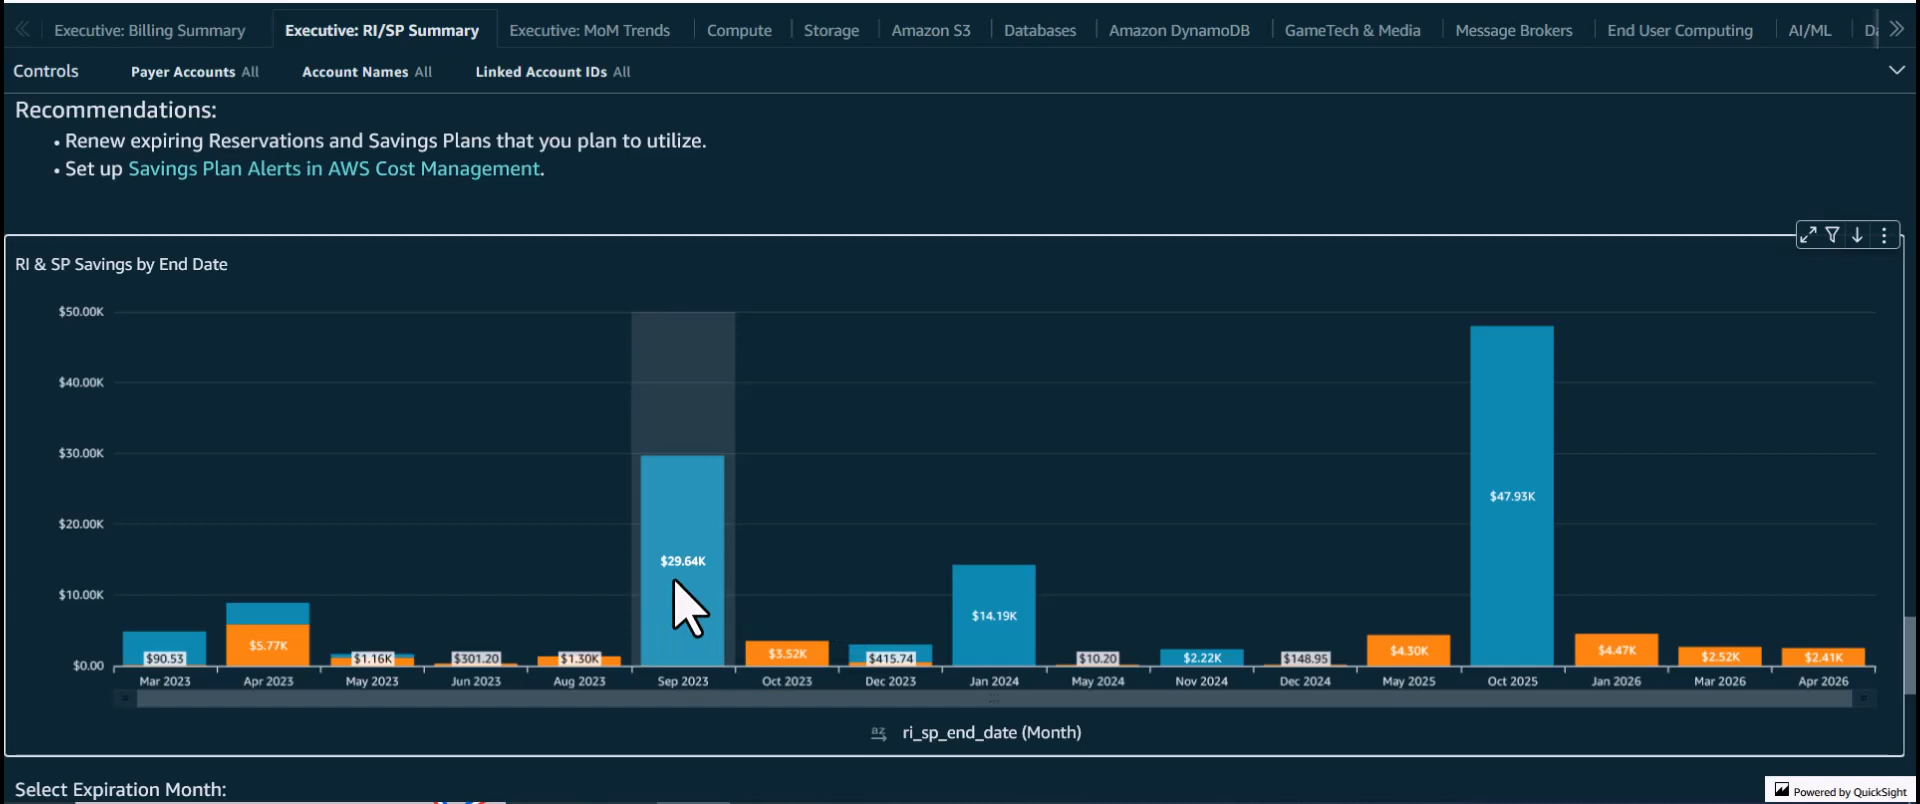 Executive: Billing Summary Executive: RI/SP Summary Executive: MoM Trends Compute Storage Amazon S3 Databases Amazon DynamoDB GameTech & Media Message Brokers End User Computing AI/ML
Controls Payer Accounts All Account Names All Linked Account IDs All
Recommendations:
• Renew expiring Reservations and Savings Plans that you plan to utilize.
• Set up Savings Plan Alerts in AWS Cost Management.
RI & SP Savings by End Date
$50.00K
$40.00K
$30.00K
$20.00K
$10.00K
$0.00
$90.53 $5.77K $1.16K $301.20 $1.30K $29.64K $3.52K $415.74 $14.19K $10.20 $2.22K $148.95 $4.30K $47.93K $4.47K $2.52K $2.41K
Mar 2023 Apr 2023 May 2023 Jun 2023 Aug 2023 Sep 2023 Oct 2023 Dec 2023 Jan 2024 May 2024 Nov 2024 Dec 2024 May 2025 Oct 2025 Jan 2026 Mar 2026 Apr 2026
az ri_sp_end_date (Month)
Select Expiration Month:
Powered by QuickSight